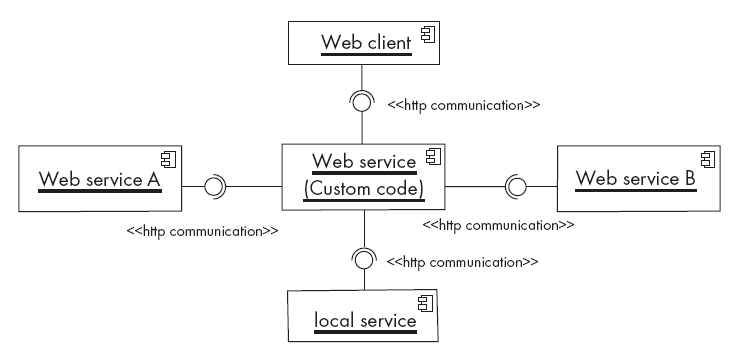 Web client
<<http communication>>
Web service A
Web service
(Custom code)
Web service B
<<http communication>>
<<http communication>>
<<http communication>>
local service